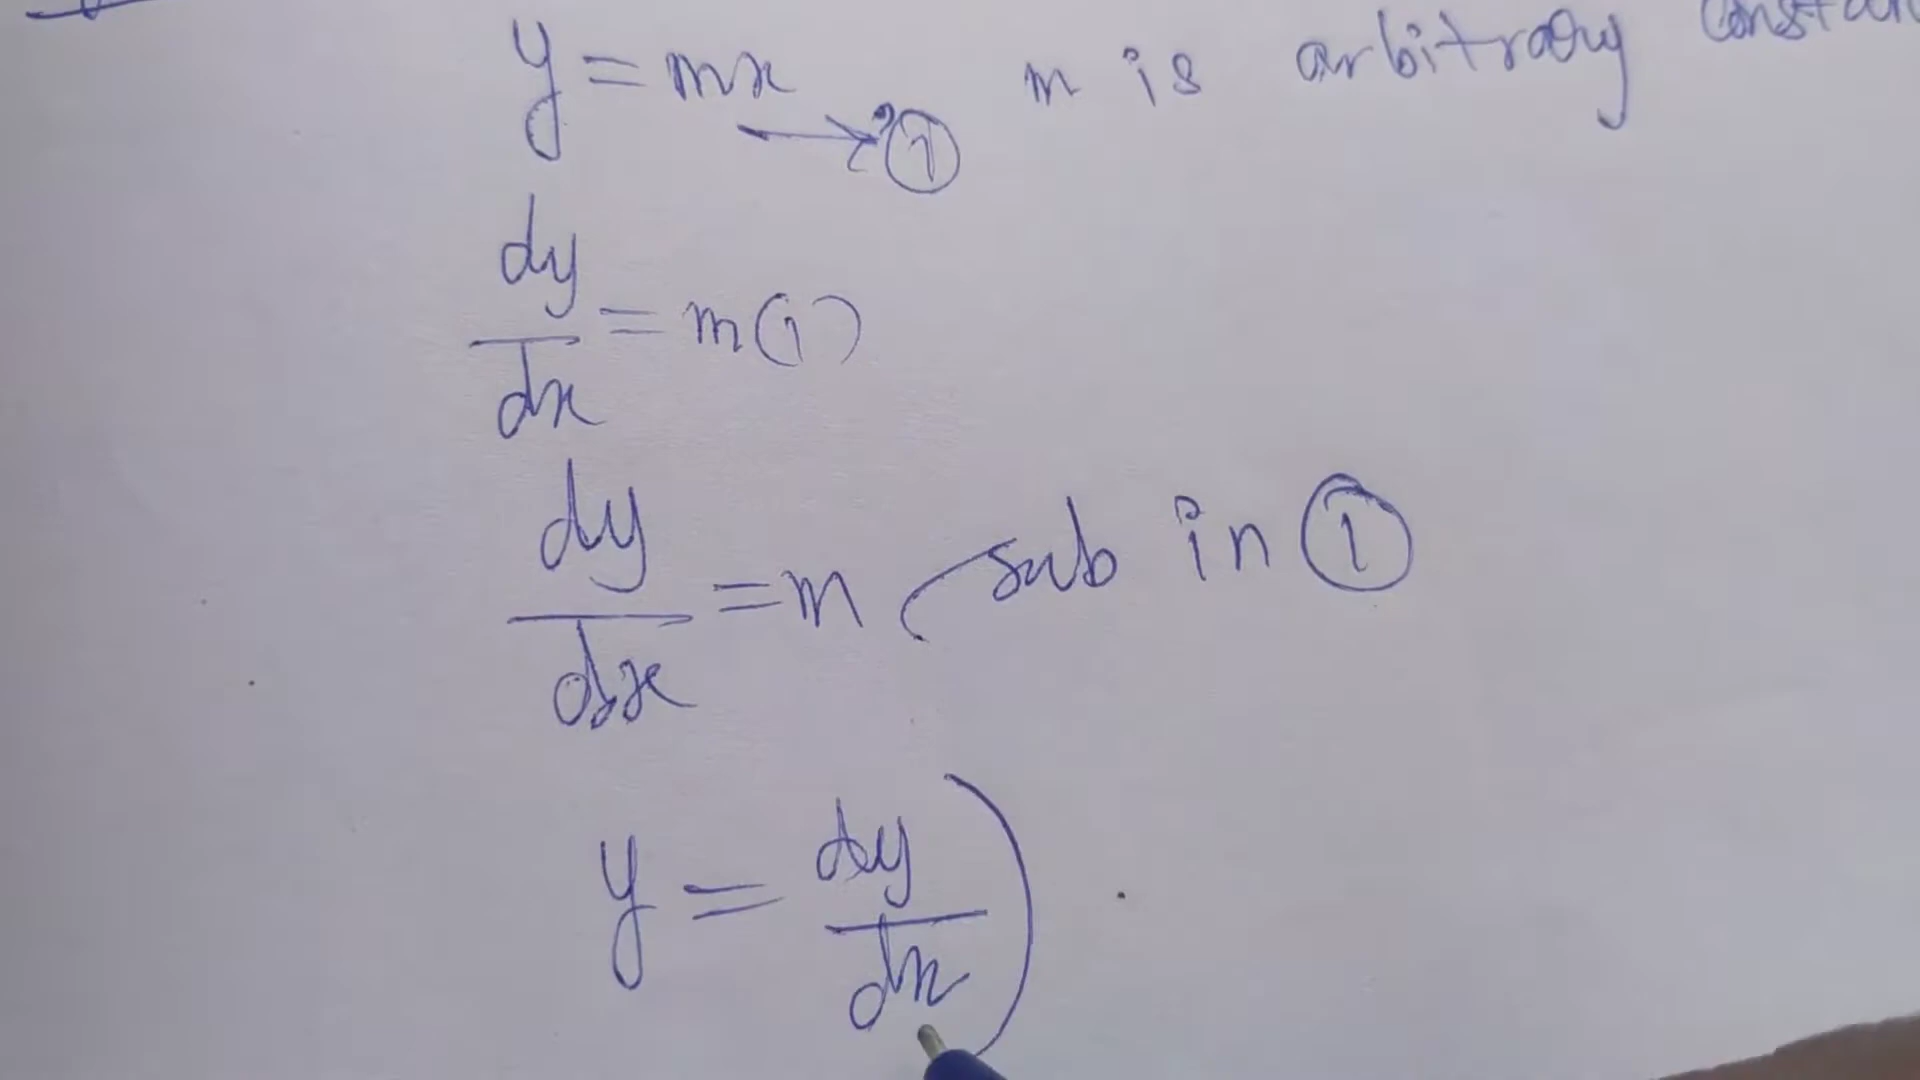 y = mx → ① m is arbitrary
dy/dx = m(1)
dy/dx = m sub in ①
y = dy/dx )